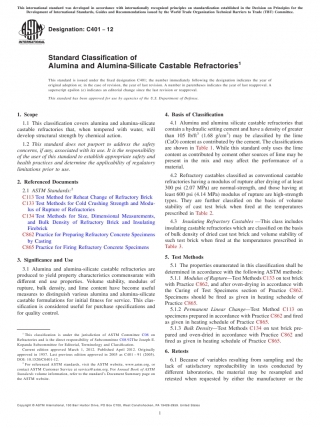 This international standard was developed in accordance with internationally recognized principles on standardization established in the Decision on Principles for the
Development of International Standards, Guides and Recommendations issued by the World Trade Organization Technical Barriers to Trade (TBT) Committee.
Designation: C401 − 12
Standard Classification of
Alumina and Alumina-Silicate Castable Refractories1
This standard is issued under the fixed designation C401; the number immediately following the designation indicates the year of
original adoption or, in the case of revision, the year of last revision. A number in parentheses indicates the year of last reapproval. A
superscript epsilon (ε) indicates an editorial change since the last revision or reapproval.
This standard has been approved for use by agencies of the U.S. Department of Defense.
1. Scope
1.1 This classification covers alumina and alumina-silicate
castable refractories that, when tempered with water, will
develop structural strength by chemical action.
1.2 This standard does not purport to address the safety
concerns, if any, associated with its use. It is the responsibility
of the user of this standard to establish appropriate safety and
health practices and determine the applicability of regulatory
limitations prior to use.
2. Referenced Documents
2.1 ASTM Standards:2
C113 Test Method for Reheat Change of Refractory Brick
C133 Test Methods for Cold Crushing Strength and Modu-
lus of Rupture of Refractories
C134 Test Methods for Size, Dimensional Measurements,
and Bulk Density of Refractory Brick and Insulating
Firebrick
C862 Practice for Preparing Refractory Concrete Specimens
by Casting
C865 Practice for Firing Refractory Concrete Specimens
3. Significance and Use
3.1 Alumina and alumina-silicate castable refractories are
produced to yield property characteristics commensurate with
different end use properties. Volume stability, modulus of
rupture, bulk density, and lime content have become useful
measures to distinguish various alumina and alumina-silicate
castable formulations for initial fitness for service. This clas-
sification is considered useful for purchase specifications and
for quality control.
1 This classification is under the jurisdiction of ASTM Committee C08 on
Refractories and is the direct responsibility of Subcommittee C08.92The Joseph E.
Kopanda Subcommittee for Editorial, Terminology and Classification.
Current edition approved March 1, 2012. Published April 2012. Originally
approved in 1957. Last previous edition approved in 2005 as C401 – 91 (2005).
DOI: 10.1520/C0401-12.
2 For referenced ASTM standards, visit the ASTM website, www.astm.org, or
contact ASTM Customer Service at service@astm.org. For Annual Book of ASTM
Standards volume information, refer to the standard's Document Summary page on
the ASTM website.
4. Basis of Classification
4.1 Alumina and alumina silicate castable refractories that
contain a hydraulic setting cement and have a density of greater
than 105 lb/ft3 (1.68 g/cm3) may be classified by the lime
(CaO) content as contributed by the cement. The classifications
are shown in Table 1. While this standard only uses the lime
content as contributed by cement other sources of lime may be
present in the mix and may affect the performance of a
material.
4.2 Refractories classified as conventional castable
refractories having a modulus of rupture after drying of at least
300 psi (2.07 MPa) are normal-strength, and those having at
least 600 psi (4.14 MPa) modulus of rupture are high-strength
types. They are further classified on the basis of volume
stability of cast test brick when fired at the temperatures
prescribed in Table 2.
4.3 Insulating Refractory Castables—This class includes
insulating castable refractories which are classified on the basis
of bulk density of dried cast test brick and volume stability of
such test brick when fired at the temperatures prescribed in
Table 3.
5. Test Methods
5.1 The properties enumerated in this classification shall be
determined in accordance with the following ASTM methods:
5.1.1 Modulus of Rupture—Test Methods C133 on test brick
with Practice C862, and after oven-drying in accordance with
the Curing of Test Specimens section of Practice C862.
Specimens should be fired as given in heating schedule of
Practice C865.
5.1.2 Permanent Linear Change—Test Method C113 on
specimens prepared in accordance with Practice C862 and fired
as given in heating schedule of Practice C865.
5.1.3 Bulk Density—Test Methods C134 on test brick pre-
pared and oven-dried in accordance with Practice C862 and
fired as given in heating schedule of Practice C865.
6. Retests
6.1 Because of variables resulting from sampling and the
lack of satisfactory reproducibility in tests conducted by
different laboratories, the material may be resampled and
retested when requested by either the manufacturer or the
Copyright © ASTM International, 100 Barr Harbor Drive, PO Box C700, West Conshohocken, PA 19428-2959. United States
1